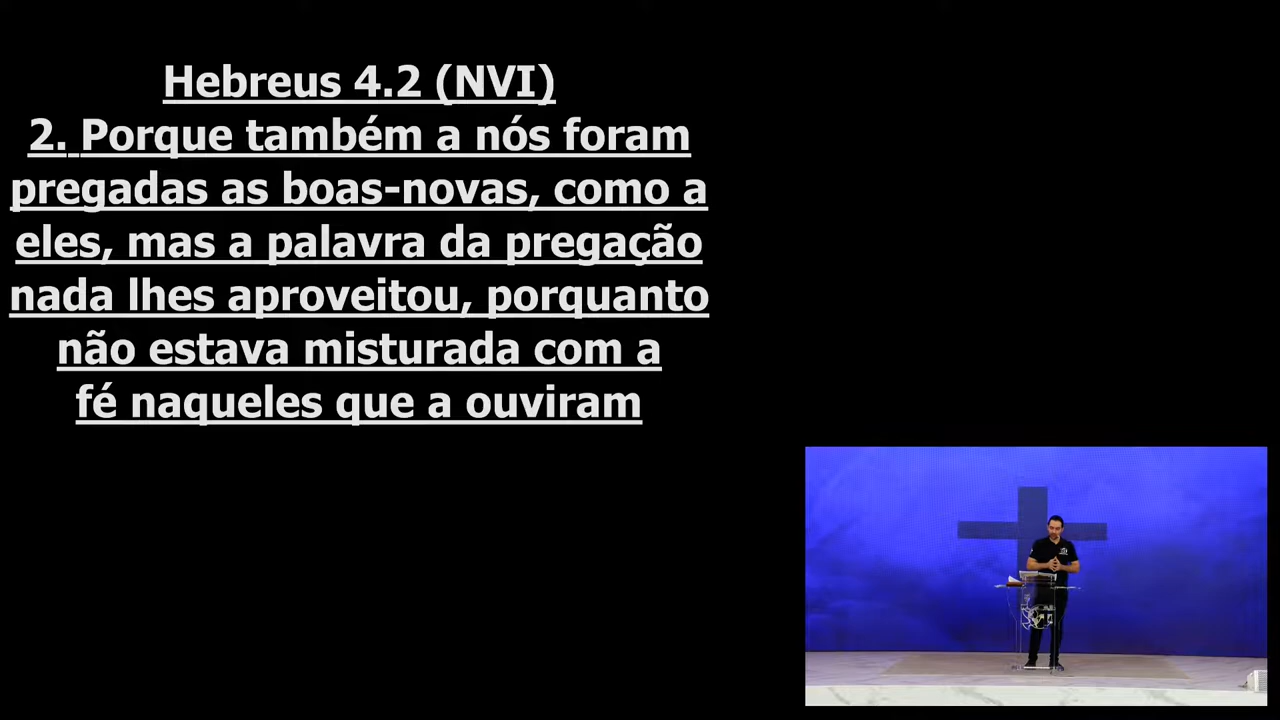 Hebreus 4.2 (NVI)
2. Porque também a nós foram
pregadas as boas-novas, como a
eles, mas a palavra da pregação
nada lhes aproveitou, porquanto
não estava misturada com a
fé naqueles que a ouviram